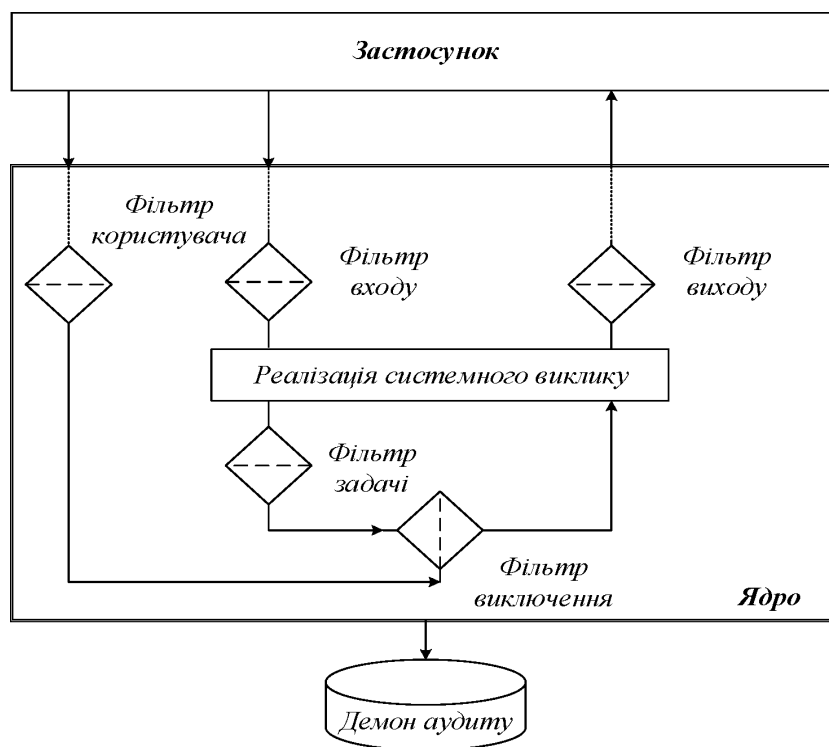 Застосунок
Фільтр
користувача
Фільтр
входу
Фільтр
виходу
Реалізація системного виклику
Фільтр
задачі
Фільтр
виключення
Ядро
Демон аудиту